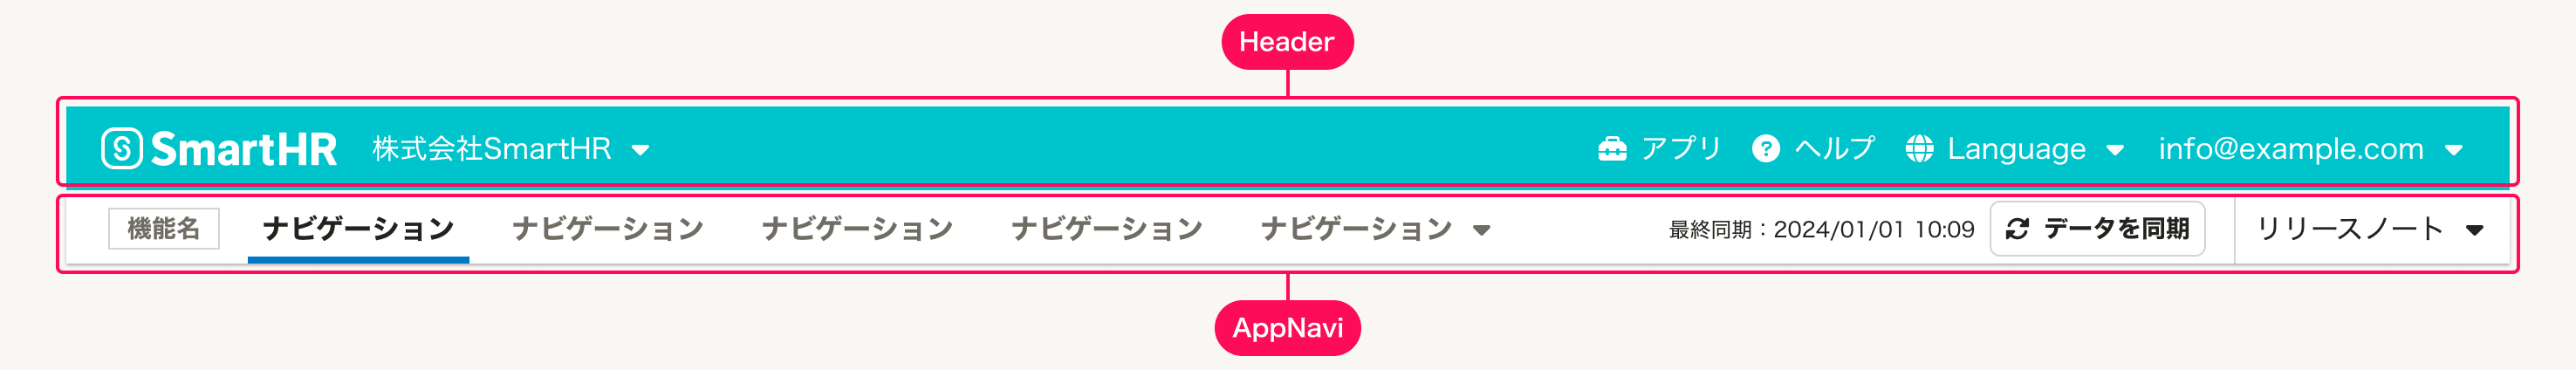 Header
SmartHR 株式会社SmartHR アプリ ヘルプ Language info@example.com
機能名 ナビゲーション ナビゲーション ナビゲーション ナビゲーション ナビゲーション 最終同期：2024/01/01 10:09 データを同期 リリースノート
AppNavi